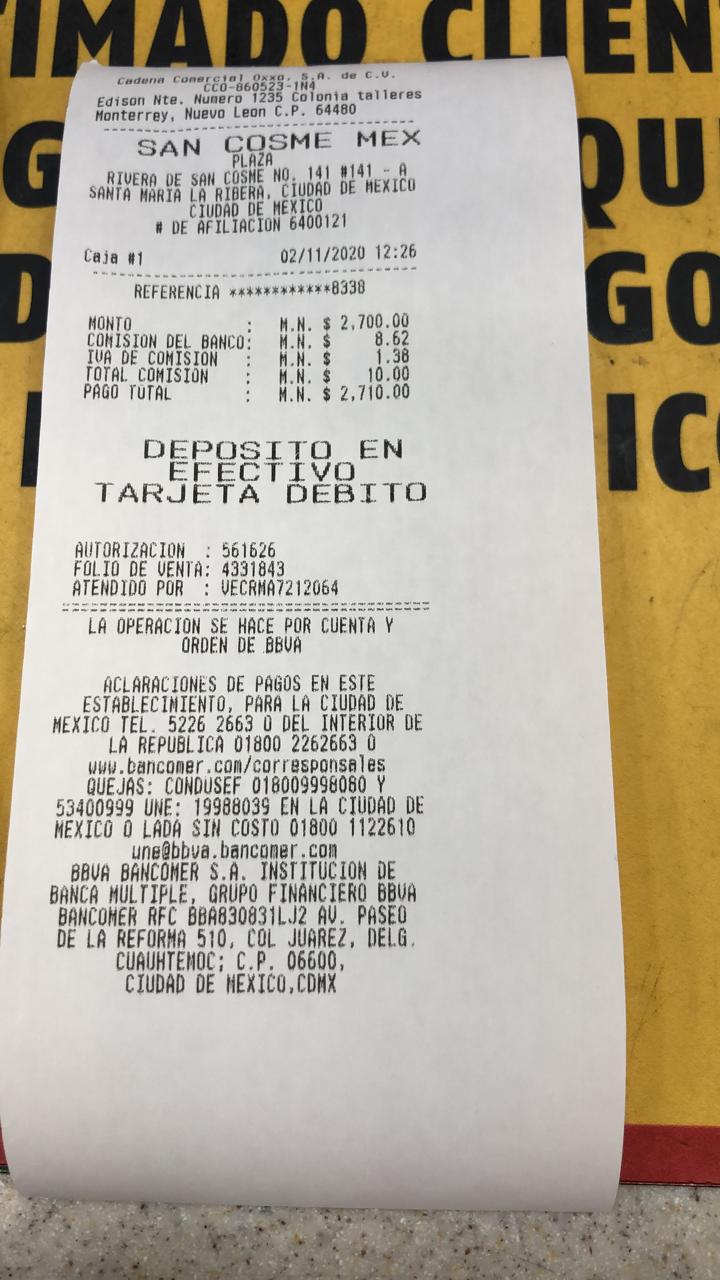 TIMADO CLIEN
G
QU
D
GO
IC
Cadena Comercial Oxxo, S.A. de C.V.
CCO-860523-1N4
Edison Nte. Numero 1235 Colonia talleres
Monterrey, Nuevo Leon C.P. 64480
SAN COSME MEX
PLAZA
RIVERA DE SAN COSME NO. 141 #141 - A
SANTA MARIA LA RIBERA, CIUDAD DE MEXICO
CIUDAD DE MEXICO
# DE AFILIACION 6400121
Caja #1 02/11/2020 12:26
REFERENCIA ************8338
MONTO : M.N. $ 2,700.00
COMISION DEL BANCO: M.N. $ 8.62
IVA DE COMISION : M.N. $ 1.38
TOTAL COMISION : M.N. $ 10.00
PAGO TOTAL : M.N. $ 2,710.00
DEPOSITO EN
EFECTIVO
TARJETA DEBITO
AUTORIZACION : 561626
FOLIO DE VENTA: 4331843
ATENDIDO POR : VECRMA7212064
LA OPERACION SE HACE POR CUENTA Y
ORDEN DE BBVA
ACLARACIONES DE PAGOS EN ESTE
ESTABLECIMIENTO, PARA LA CIUDAD DE
MEXICO TEL. 5226 2663 O DEL INTERIOR DE
LA REPUBLICA 01800 2262663 O
www.bancomer.com/corresponsales
QUEJAS: CONDUSEF 018009998080 Y
53400999 UNE: 19988039 EN LA CIUDAD DE
MEXICO O LADA SIN COSTO 01800 1122610
une@bbva.bancomer.com
BBVA BANCOMER S.A. INSTITUCION DE
BANCA MULTIPLE, GRUPO FINANCIERO BBVA
BANCOMER RFC BBA830831LJ2 AV. PASEO
DE LA REFORMA 510, COL JUAREZ, DELG.
CUAUHTEMOC; C.P. 06600,
CIUDAD DE MEXICO,CDMX